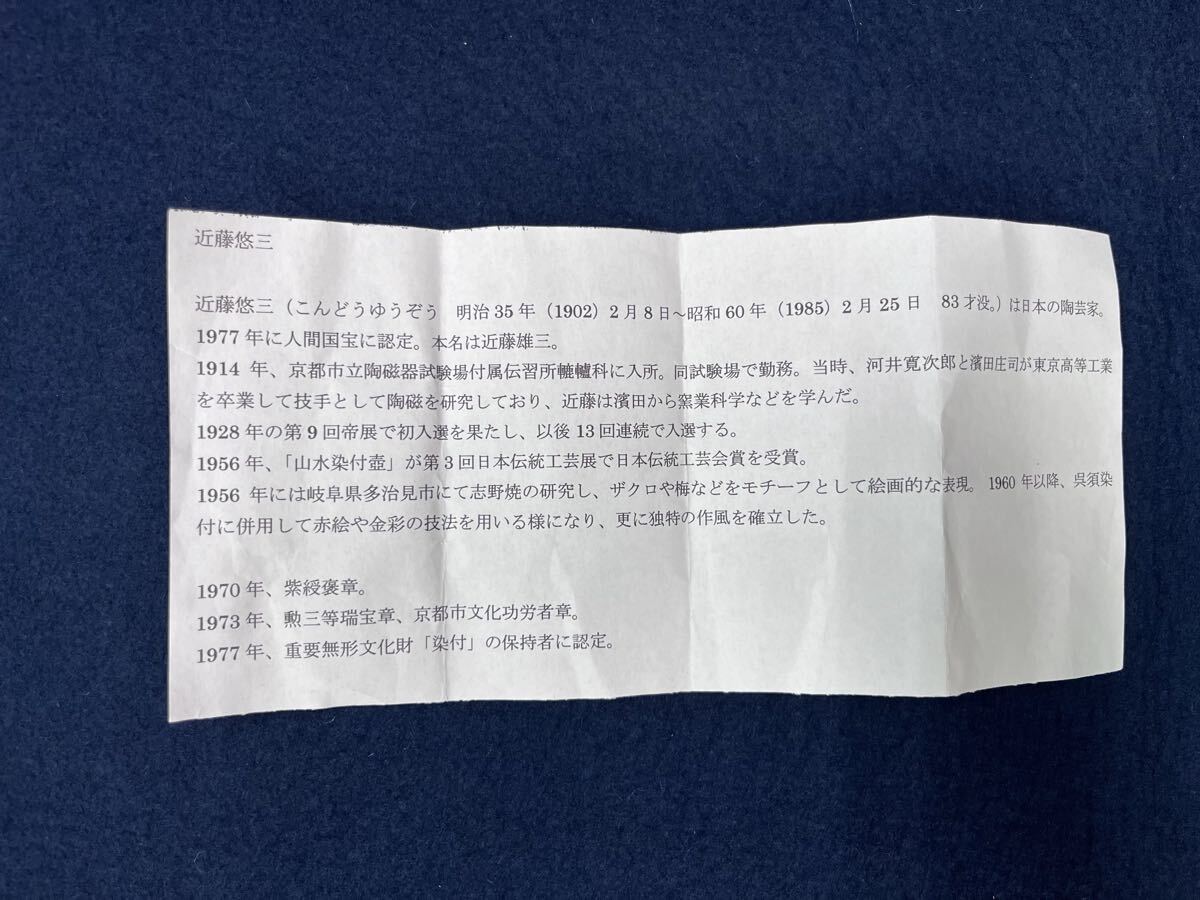 近藤悠三
近藤悠三(こんどうゆうぞう 明治35年(1902)2月8日~昭和60年(1985)2月25日 83才没。)は日本の陶芸家。
1977年に人間国宝に認定。本名は近藤雄三。
1914年、京都市立陶磁器試験場付属伝習所轆轤科に入所。同試験場で勤務。当時、河井寛次郎と濱田庄司が東京高等工業
を卒業して技手として陶磁を研究しており、近藤は濱田から窯業科学などを学んだ。
1928年の第9回帝展で初入選を果たし、以後13回連続で入選する。
1956年、「山水染付壺」が第3回日本伝統工芸展で日本伝統工芸会賞を受賞。
1956年には岐阜県多治見市にて志野焼の研究し、ザクロや梅などをモチーフとして絵画的な表現。1960年以降、呉須染
付に併用して赤絵や金彩の技法を用いる様になり、更に独特の作風を確立した。
1970年、紫綬褒章。
1973年、勲三等瑞宝章、京都市文化功労者章。
1977年、重要無形文化財「染付」の保持者に認定。